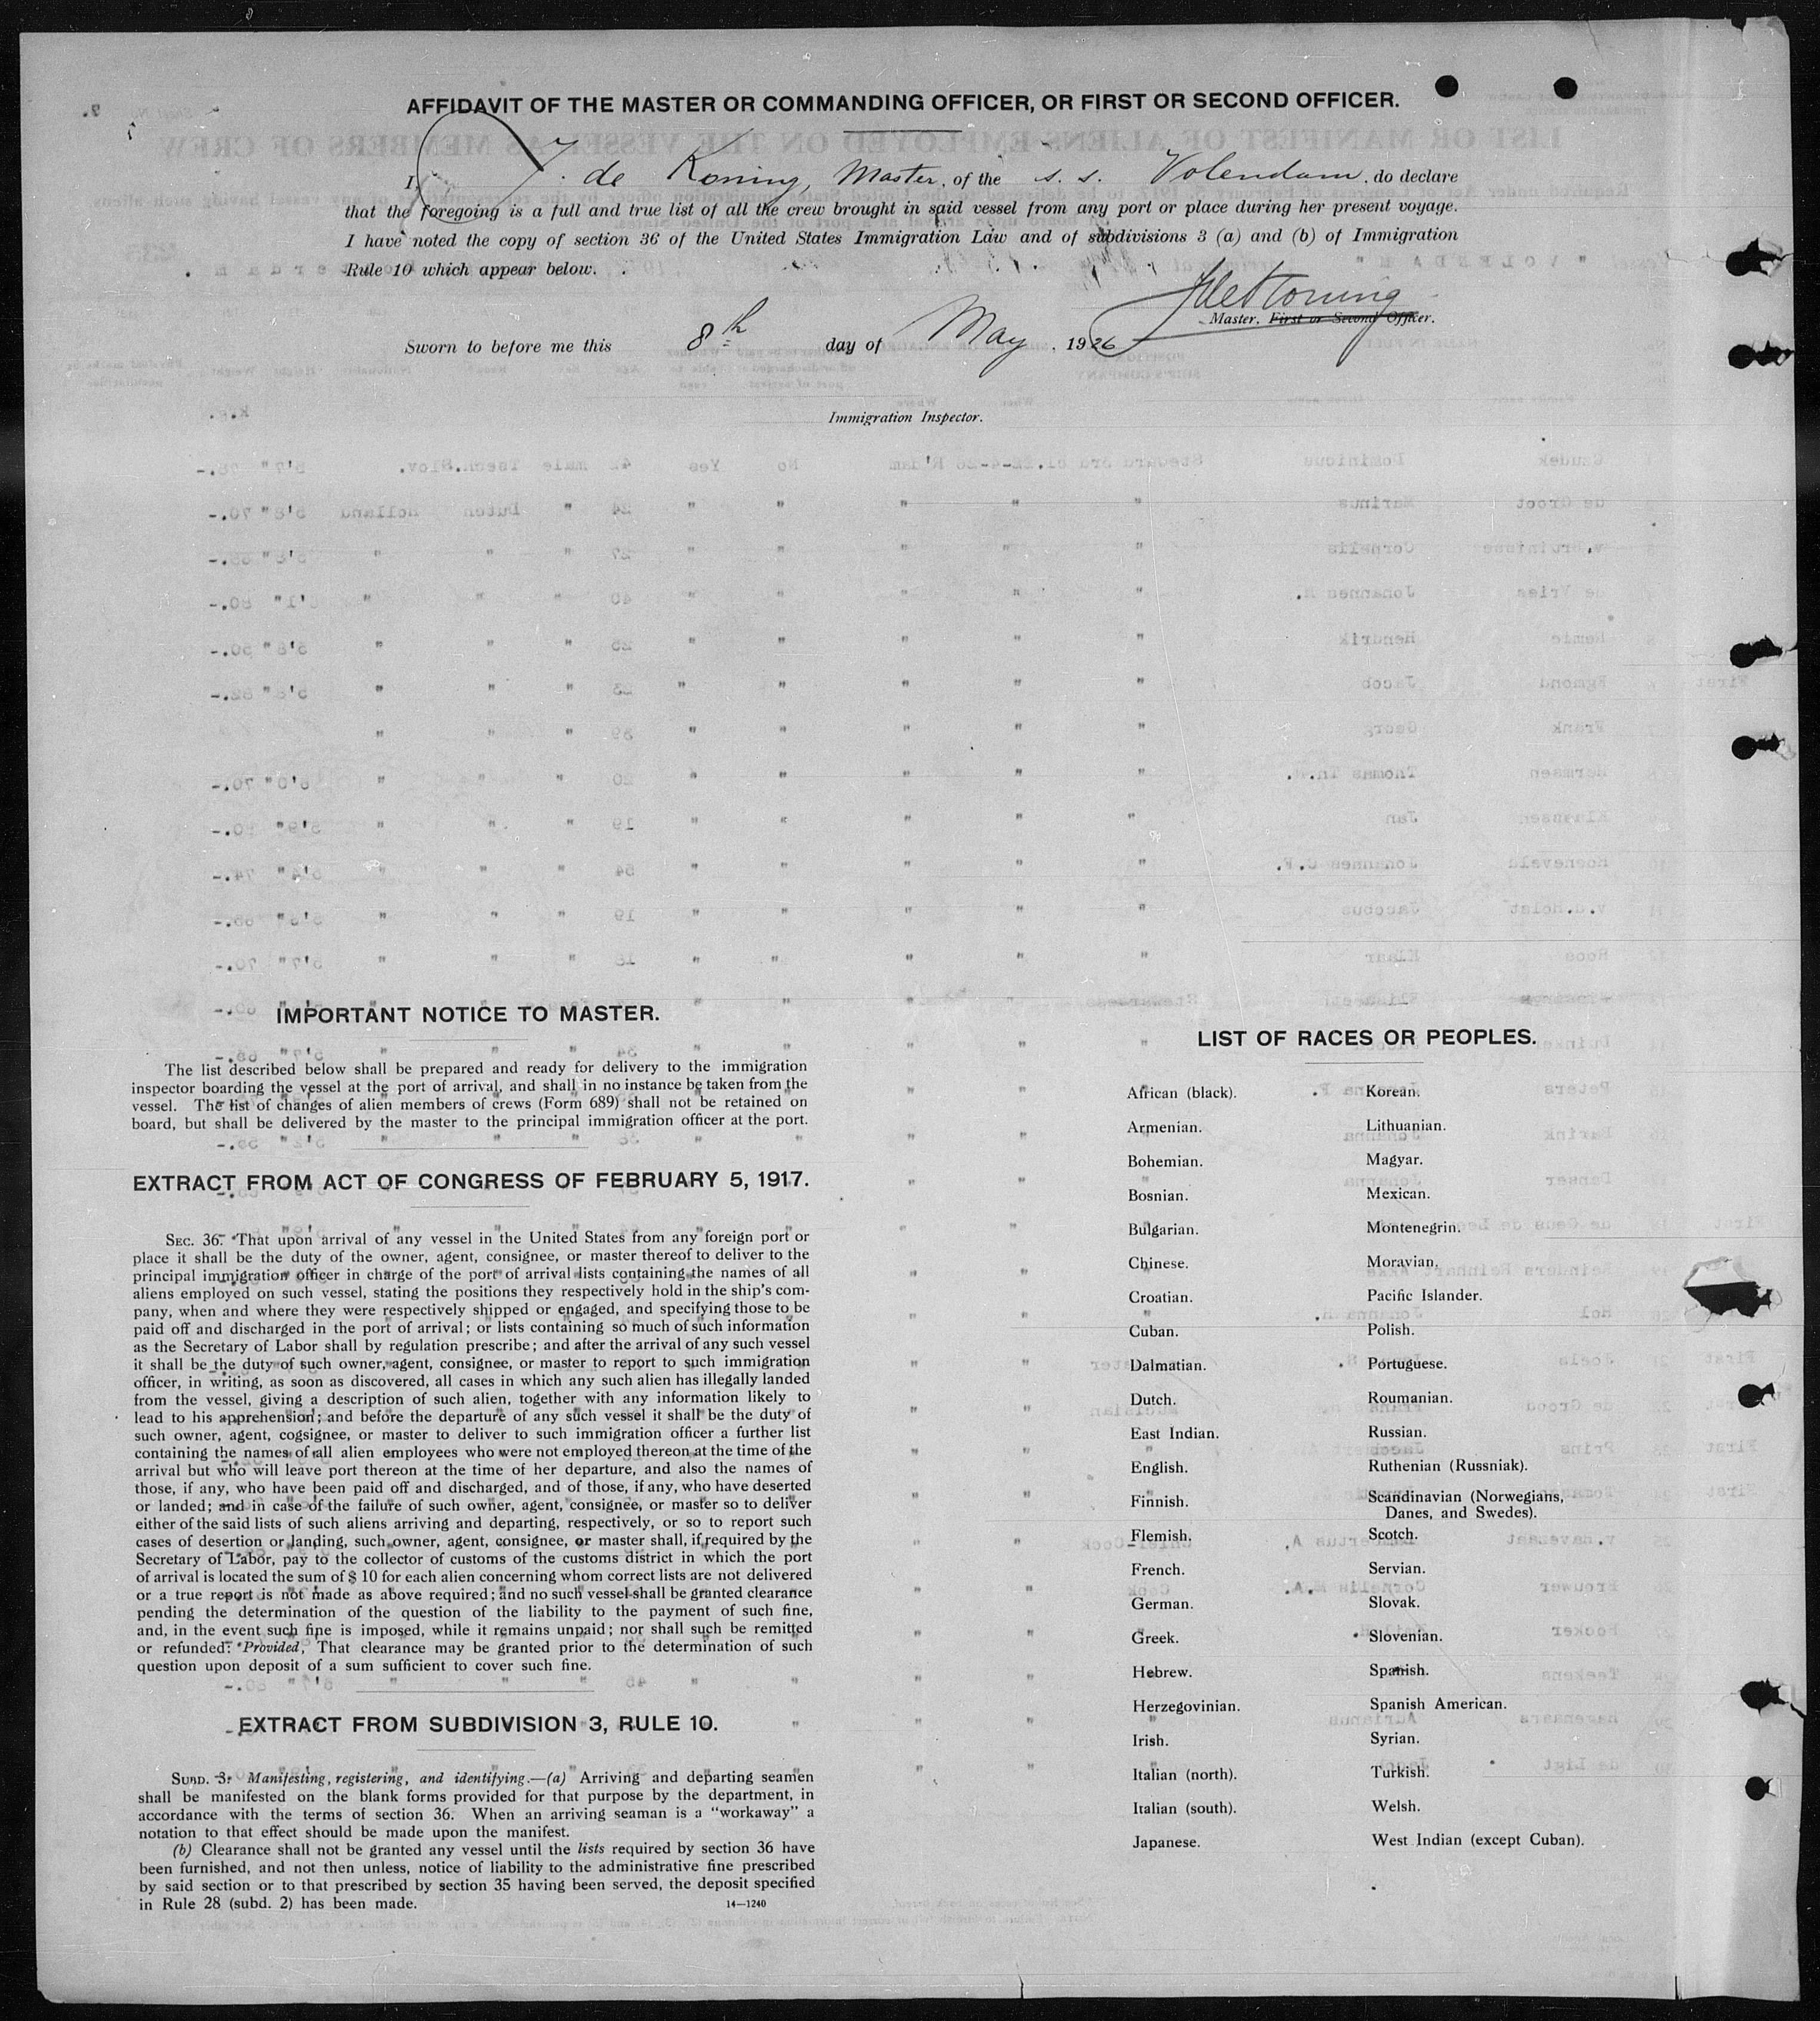 AFFIDAVIT OF THE MASTER OR COMMANDING OFFICER, OR FIRST OR SECOND OFFICER.
I, J. de Koning, Master, of the s. s. Volendam, do declare
that the foregoing is a full and true list of all the crew brought in said vessel from any port or place during her present voyage.
I have noted the copy of section 36 of the United States Immigration Law and of subdivisions 3 (a) and (b) of Immigration
Rule 10 which appear below.
JdeKoning
Master, First or Second Officer.
Sworn to before me this 8th day of May, 1926
Immigration Inspector.
IMPORTANT NOTICE TO MASTER.
The list described below shall be prepared and ready for delivery to the immigration
inspector boarding the vessel at the port of arrival, and shall in no instance be taken from the
vessel. The list of changes of alien members of crews (Form 689) shall not be retained on
board, but shall be delivered by the master to the principal immigration officer at the port.
EXTRACT FROM ACT OF CONGRESS OF FEBRUARY 5, 1917.
SEC. 36. That upon arrival of any vessel in the United States from any foreign port or
place it shall be the duty of the owner, agent, consignee, or master thereof to deliver to the
principal immigration officer in charge of the port of arrival lists containing the names of all
aliens employed on such vessel, stating the positions they respectively hold in the ship's com-
pany, when and where they were respectively shipped or engaged, and specifying those to be
paid off and discharged in the port of arrival; or lists containing so much of such information
as the Secretary of Labor shall by regulation prescribe; and after the arrival of any such vessel
it shall be the duty of such owner, agent, consignee, or master to report to such immigration
officer, in writing, as soon as discovered, all cases in which any such alien has illegally landed
from the vessel, giving a description of such alien, together with any information likely to
lead to his apprehension; and before the departure of any such vessel it shall be the duty of
such owner, agent, cogsignee, or master to deliver to such immigration officer a further list
containing the names of all alien employees who were not employed thereon at the time of the
arrival but who will leave port thereon at the time of her departure, and also the names of
those, if any, who have been paid off and discharged, and of those, if any, who have deserted
or landed; and in case of the failure of such owner, agent, consignee, or master so to deliver
either of the said lists of such aliens arriving and departing, respectively, or so to report such
cases of desertion or landing, such owner, agent, consignee, or master shall, if required by the
Secretary of Labor, pay to the collector of customs of the customs district in which the port
of arrival is located the sum of $ 10 for each alien concerning whom correct lists are not delivered
or a true report is not made as above required; and no such vessel shall be granted clearance
pending the determination of the question of the liability to the payment of such fine,
and, in the event such fine is imposed, while it remains unpaid; nor shall such be remitted
or refunded: Provided, That clearance may be granted prior to the determination of such
question upon deposit of a sum sufficient to cover such fine.
EXTRACT FROM SUBDIVISION 3, RULE 10.
SUBD. 3. Manifesting, registering, and identifying.—(a) Arriving and departing seamen
shall be manifested on the blank forms provided for that purpose by the department, in
accordance with the terms of section 36. When an arriving seaman is a "workaway" a
notation to that effect should be made upon the manifest.
(b) Clearance shall not be granted any vessel until the lists required by section 36 have
been furnished, and not then unless, notice of liability to the administrative fine prescribed
by said section or to that prescribed by section 35 having been served, the deposit specified
in Rule 28 (subd. 2) has been made.
14—1240
LIST OF RACES OR PEOPLES.
African (black).
Armenian.
Bohemian.
Bosnian.
Bulgarian.
Chinese.
Croatian.
Cuban.
Dalmatian.
Dutch.
East Indian.
English.
Finnish.
Flemish.
French.
German.
Greek.
Hebrew.
Herzegovinian.
Irish.
Italian (north).
Italian (south).
Japanese.
Korean.
Lithuanian.
Magyar.
Mexican.
Montenegrin.
Moravian.
Pacific Islander.
Polish.
Portuguese.
Roumanian.
Russian.
Ruthenian (Russniak).
Scandinavian (Norwegians,
Danes, and Swedes).
Scotch.
Servian.
Slovak.
Slovenian.
Spanish.
Spanish American.
Syrian.
Turkish.
Welsh.
West Indian (except Cuban).